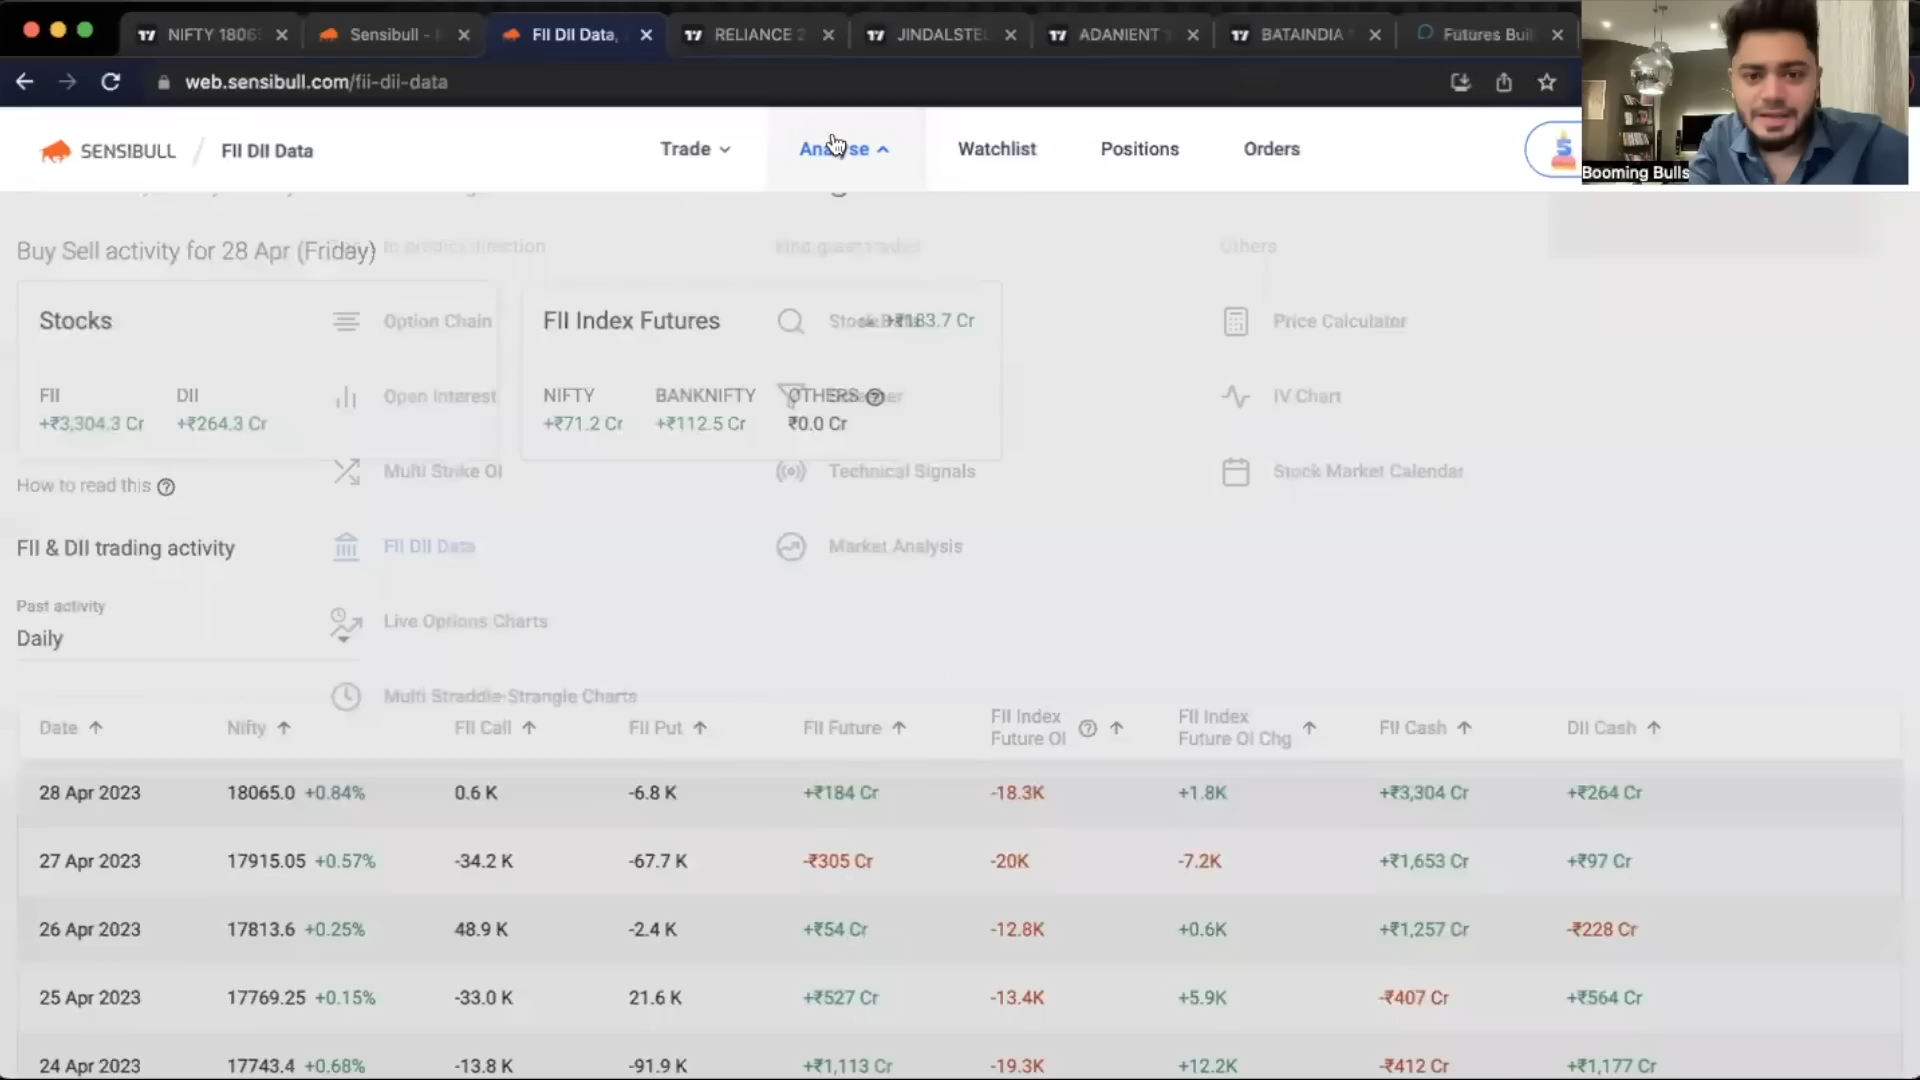 NIFTY 1806
Sensibull -
FII DII Data,
RELIANCE 2
JINDALSTE
ADANIENT
BATAINDIA
Futures Buil
web.sensibull.com/fii-dii-data
SENSIBULL / FII DII Data
Trade
Analyse
Watchlist
Positions
Orders
5
Booming Bulls
Buy Sell activity for 28 Apr (Friday)
Others
Stocks
Option Chain
FII Index Futures
+₹183.7 Cr
Price Calculator
FII
DII
Open Interest
NIFTY
BANKNIFTY
OTHERS
IV Chart
+₹3,304.3 Cr
+₹264.3 Cr
+₹71.2 Cr
+₹112.5 Cr
₹0.0 Cr
Multi Strike OI
Technical Signals
Stock Market Calendar
How to read this
FII & DII trading activity
FII DII Data
Market Analysis
Past activity
Daily
Live Options Charts
Multi Straddle-Strangle Charts
Date Nifty FII Call FII Put FII Future FII Index Future OI FII Index Future OI Chg FII Cash DII Cash
28 Apr 2023 18065.0 +0.84% 0.6 K -6.8 K +₹184 Cr -18.3K +1.8K +₹3,304 Cr +₹264 Cr
27 Apr 2023 17915.05 +0.57% -34.2 K -67.7 K -₹305 Cr -20K -7.2K +₹1,653 Cr +₹97 Cr
26 Apr 2023 17813.6 +0.25% 48.9 K -2.4 K +₹54 Cr -12.8K +0.6K +₹1,257 Cr -₹228 Cr
25 Apr 2023 17769.25 +0.15% -33.0 K 21.6 K +₹527 Cr -13.4K +5.9K -₹407 Cr +₹564 Cr
24 Apr 2023 17743.4 +0.68% -13.8 K -91.9 K +₹1,113 Cr -19.3K +12.2K -₹412 Cr +₹1,177 Cr